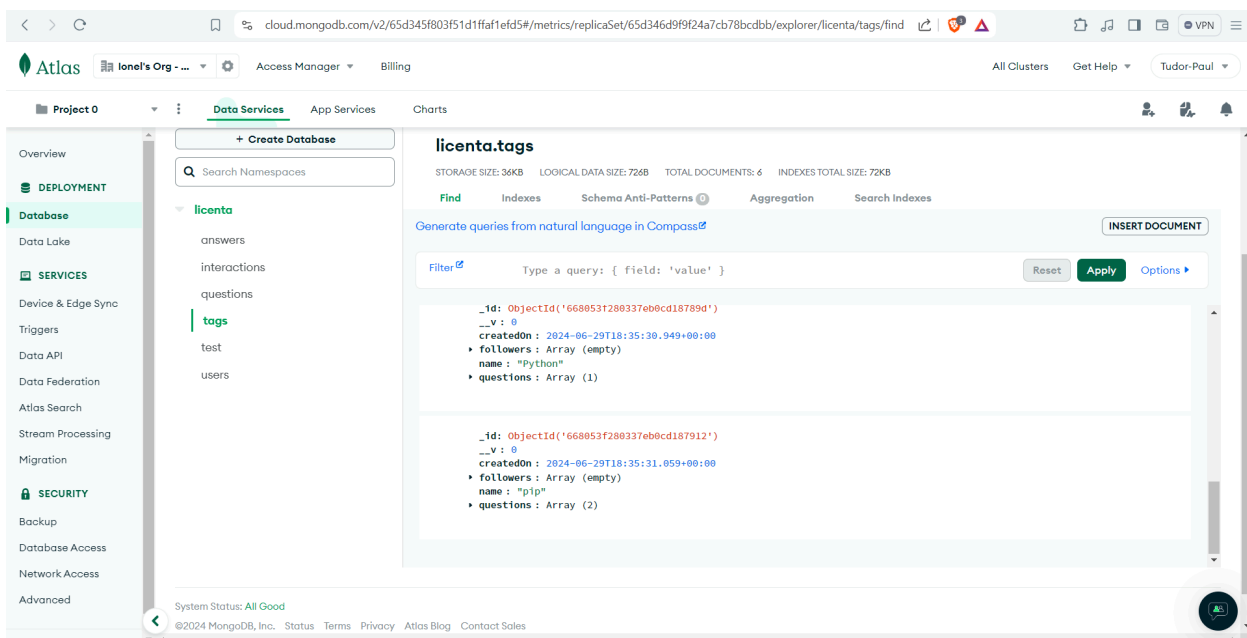 cloud.mongodb.com/v2/65d345f803f51d1ffaf1efd5#/metrics/replicaSet/65d346d9f9f24a7cb78bcdbb/explorer/licenta/tags/find
VPN
Atlas
Ionel's Org - ...
Access Manager
Billing
All Clusters
Get Help
Tudor-Paul
Project 0
Data Services
App Services
Charts
Overview
DEPLOYMENT
Database
Data Lake
SERVICES
Device & Edge Sync
Triggers
Data API
Data Federation
Atlas Search
Stream Processing
Migration
SECURITY
Backup
Database Access
Network Access
Advanced
+ Create Database
Search Namespaces
licenta
answers
interactions
questions
tags
test
users
licenta.tags
STORAGE SIZE: 36KB LOGICAL DATA SIZE: 726B TOTAL DOCUMENTS: 6 INDEXES TOTAL SIZE: 72KB
Find Indexes Schema Anti-Patterns 0 Aggregation Search Indexes
Generate queries from natural language in Compass
INSERT DOCUMENT
Filter
Type a query: { field: 'value' }
Reset
Apply
Options
_id: ObjectId('668053f280337eb0cd18789d')
__v : 0
createdOn : 2024-06-29T18:35:30.949+00:00
followers : Array (empty)
name : "Python"
questions : Array (1)
_id: ObjectId('668053f280337eb0cd187912')
__v : 0
createdOn : 2024-06-29T18:35:31.059+00:00
followers : Array (empty)
name : "pip"
questions : Array (2)
System Status: All Good
©2024 MongoDB, Inc. Status Terms Privacy Atlas Blog Contact Sales